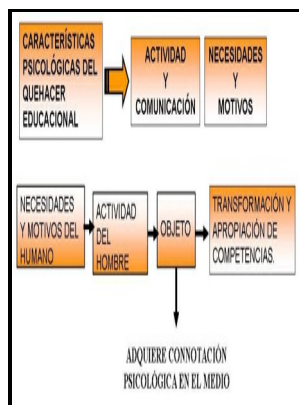 CARACTERÍSTICAS
PSICOLÓGICAS DEL
QUEHACER
EDUCACIONAL
ACTIVIDAD
Y
COMUNICACIÓN
NECESIDADES
Y
MOTIVOS
NECESIDADES
Y MOTIVOS DEL
HUMANO
ACTIVIDAD
DEL
HOMBRE
OBJETO
TRANSFORMACIÓN Y
APROPIACIÓN DE
COMPETENCIAS.
ADQUIERE CONNOTACIÓN
PSICOLÓGICA EN EL MEDIO